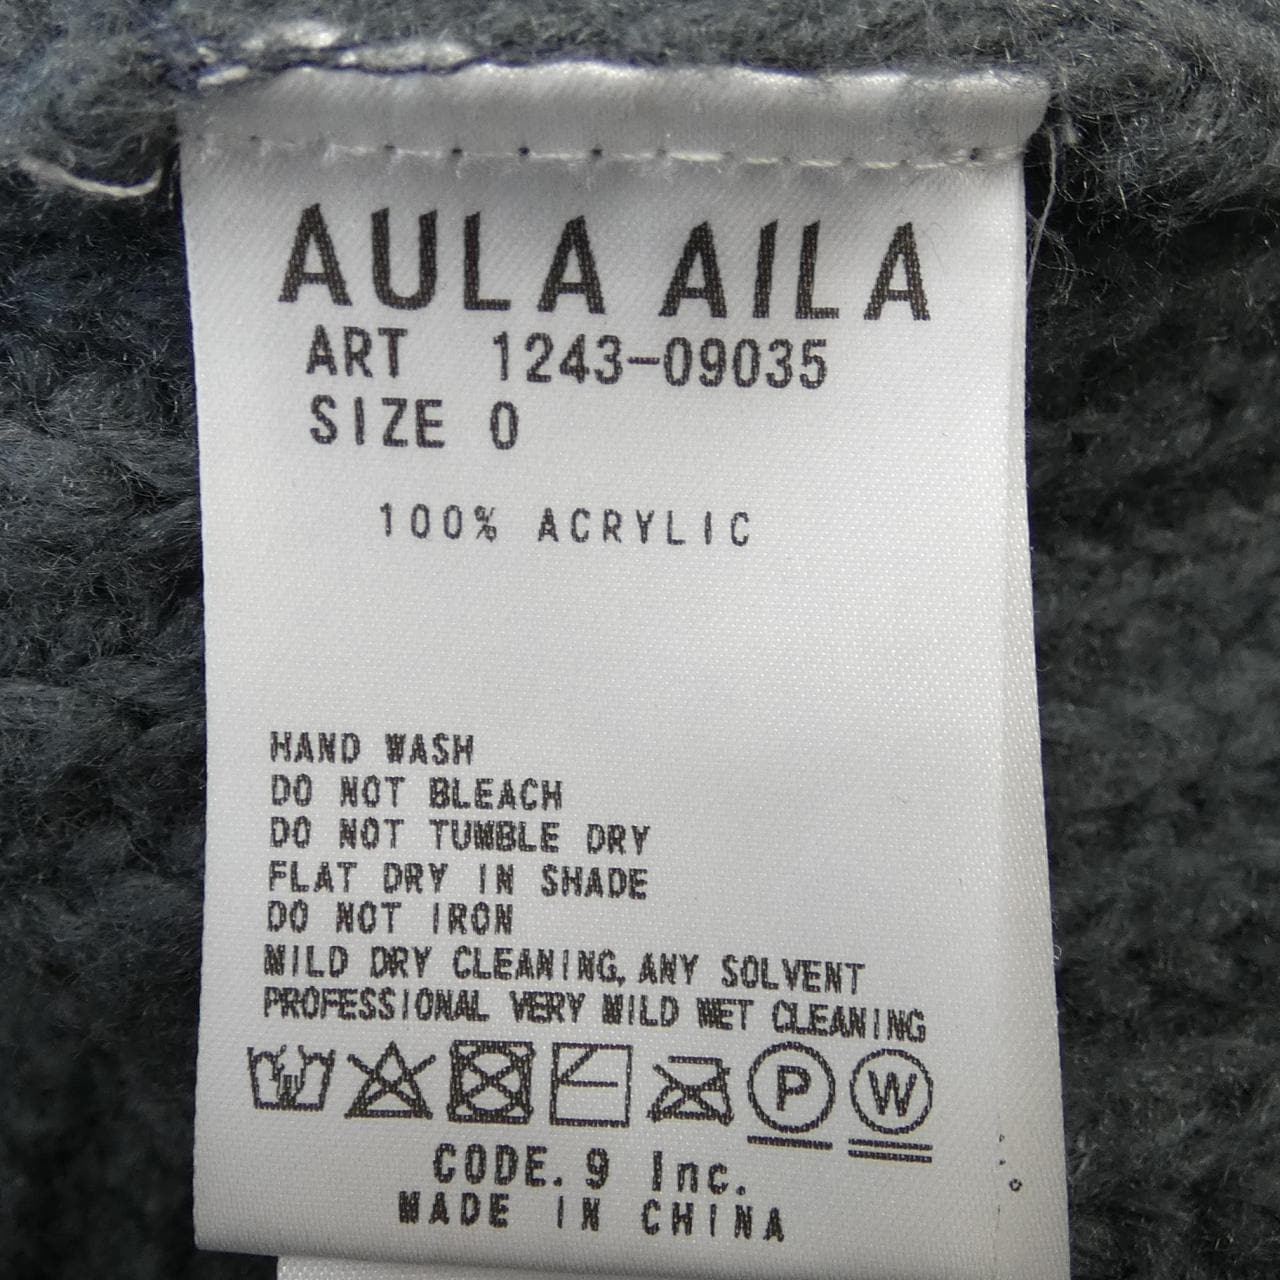 AULA AILA
ART 1243-09035
SIZE 0
100% ACRYLIC
HAND WASH
DO NOT BLEACH
DO NOT TUMBLE DRY
FLAT DRY IN SHADE
DO NOT IRON
MILD DRY CLEANING, ANY SOLVENT
PROFESSIONAL VERY MILD WET CLEANING
P W
CODE. 9 Inc.
MADE IN CHINA